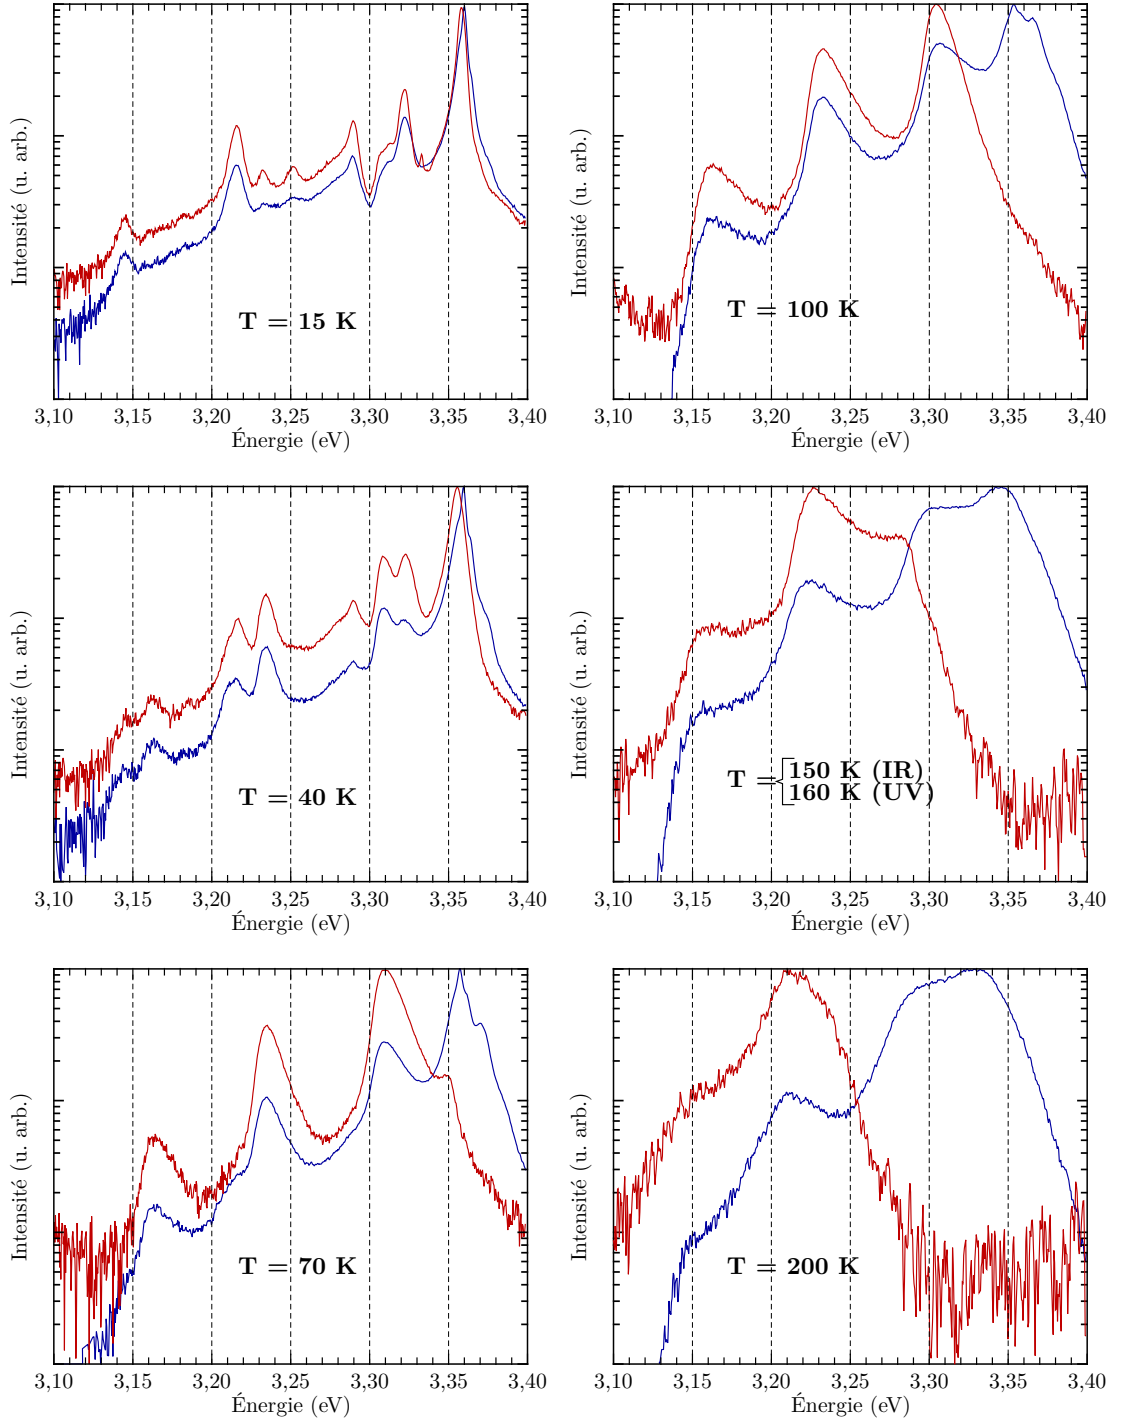 Intensité (u. arb.)
T = 15 K
3,10 3,15 3,20 3,25 3,30 3,35 3,40
Énergie (eV)
Intensité (u. arb.)
T = 100 K
3,10 3,15 3,20 3,25 3,30 3,35 3,40
Énergie (eV)
Intensité (u. arb.)
T = 40 K
3,10 3,15 3,20 3,25 3,30 3,35 3,40
Énergie (eV)
Intensité (u. arb.)
T = 150 K (IR)
160 K (UV)
3,10 3,15 3,20 3,25 3,30 3,35 3,40
Énergie (eV)
Intensité (u. arb.)
T = 70 K
3,10 3,15 3,20 3,25 3,30 3,35 3,40
Énergie (eV)
Intensité (u. arb.)
T = 200 K
3,10 3,15 3,20 3,25 3,30 3,35 3,40
Énergie (eV)